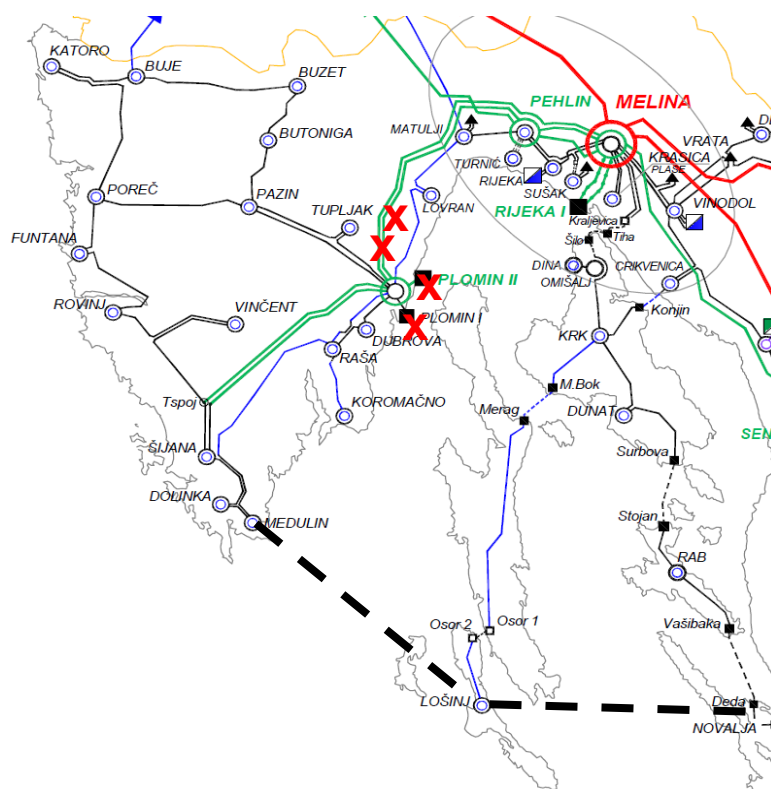 KATORO
BUJE
BUZET
PEHLIN
MELINA
BUTONIGA
MATULJI
TURNIĆ
RIJEKA
SUŠAK
KRASICA
PLASE
VRATA
VINODOL
POREČ
PAZIN
TUPLJAK
X
LOVRAN
RIJEKA I
Kraljevica
Tiha
Šilo
FUNTANA
X
DINA
OMIŠALJ
CRIKVENICA
ROVINJ
VINČENT
PLOMIN II
X
PLOMIN I
X
Konjin
DUBROVA
RAŠA
KRK
Tspoj
KOROMAČNO
M.Bok
Merag
DUNAT
SEN
ŠIJANA
Surbova
DOLINKA
MEDULIN
Stojan
RAB
Osor 2
Osor 1
Vašibaka
LOŠINJ
Deda
NOVALJA